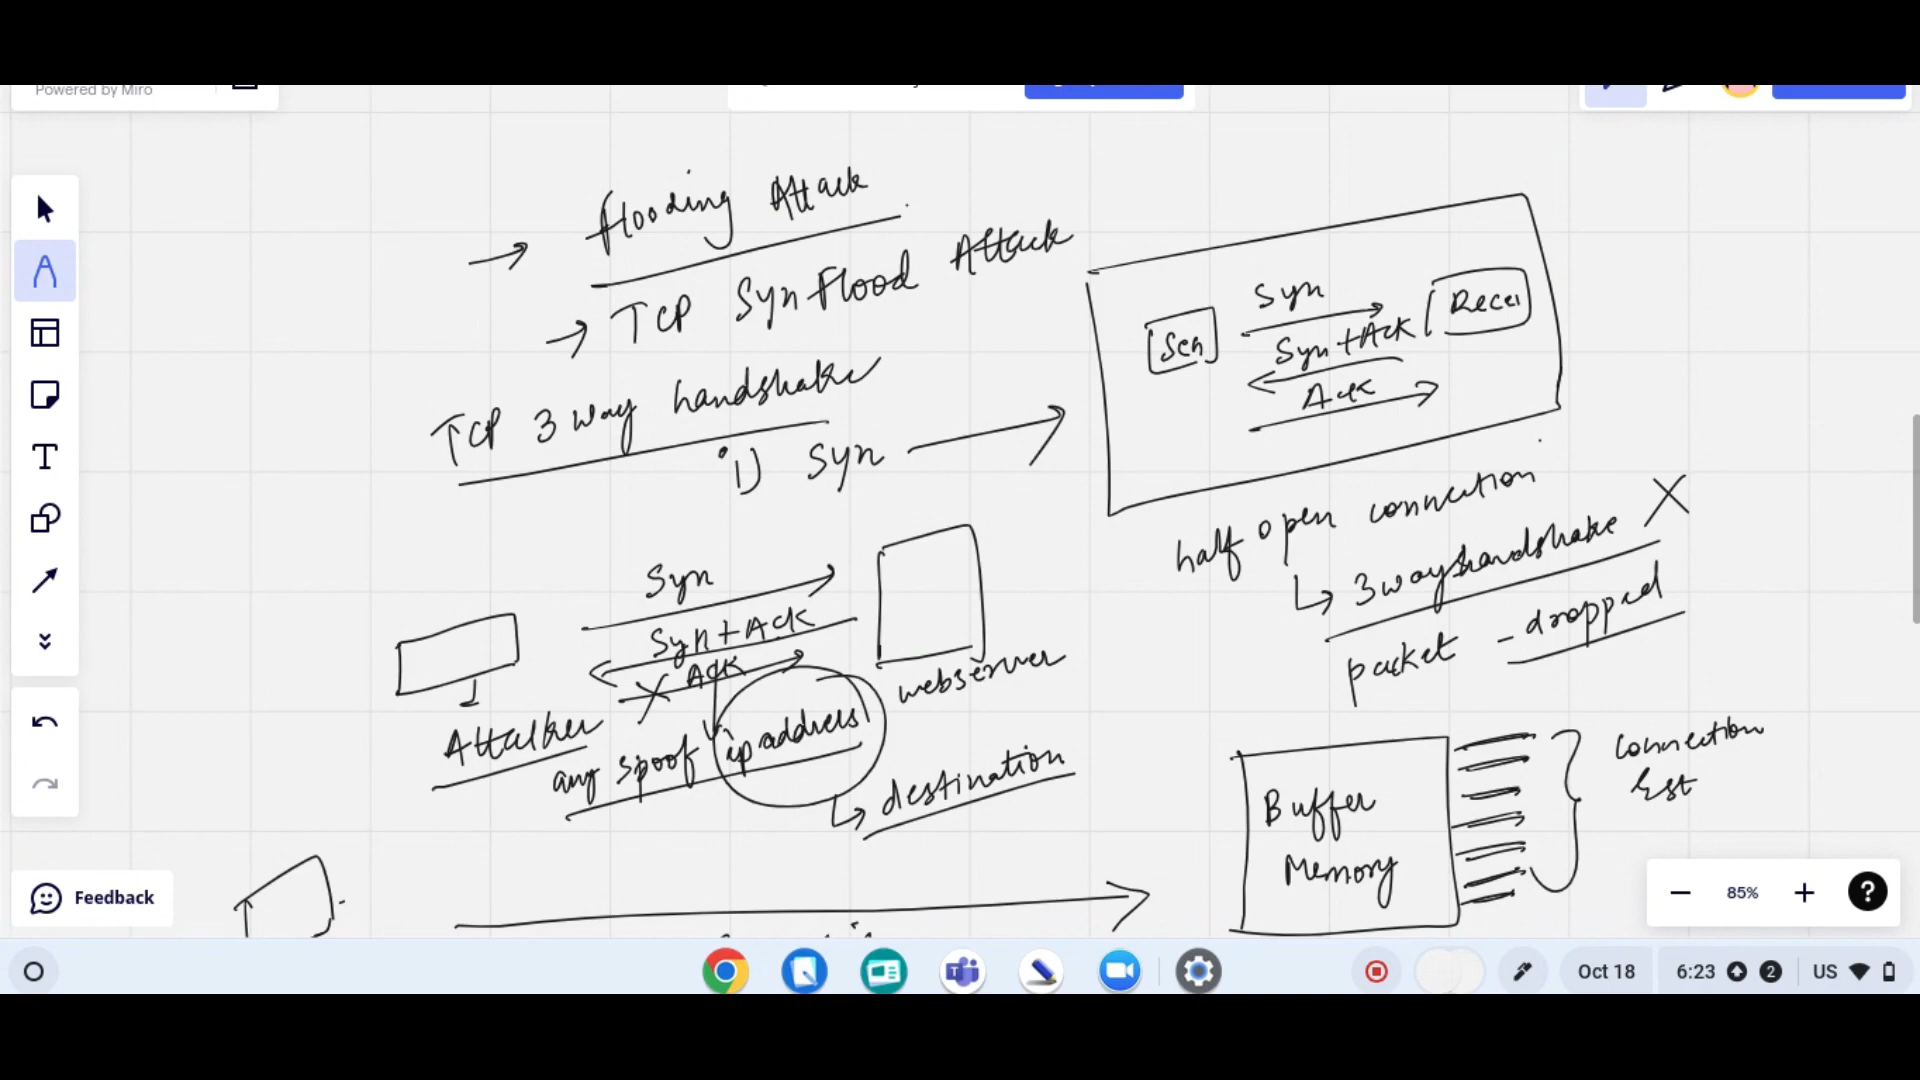 Powered by Miro
flooding Attack
TCP Syn Flood Attack
TCP 3 way handshake
i) Syn
Syn
Syn + Ack
Ack
Sen
Recei
half open connection
3 way handshake X
packet - dropped
Syn
Syn + Ack
Ack
webserver
Attacker
any spoof ip address
destination
Buffer
Memory
Connection
Est
Feedback
85%
Oct 18
6:23
2
US